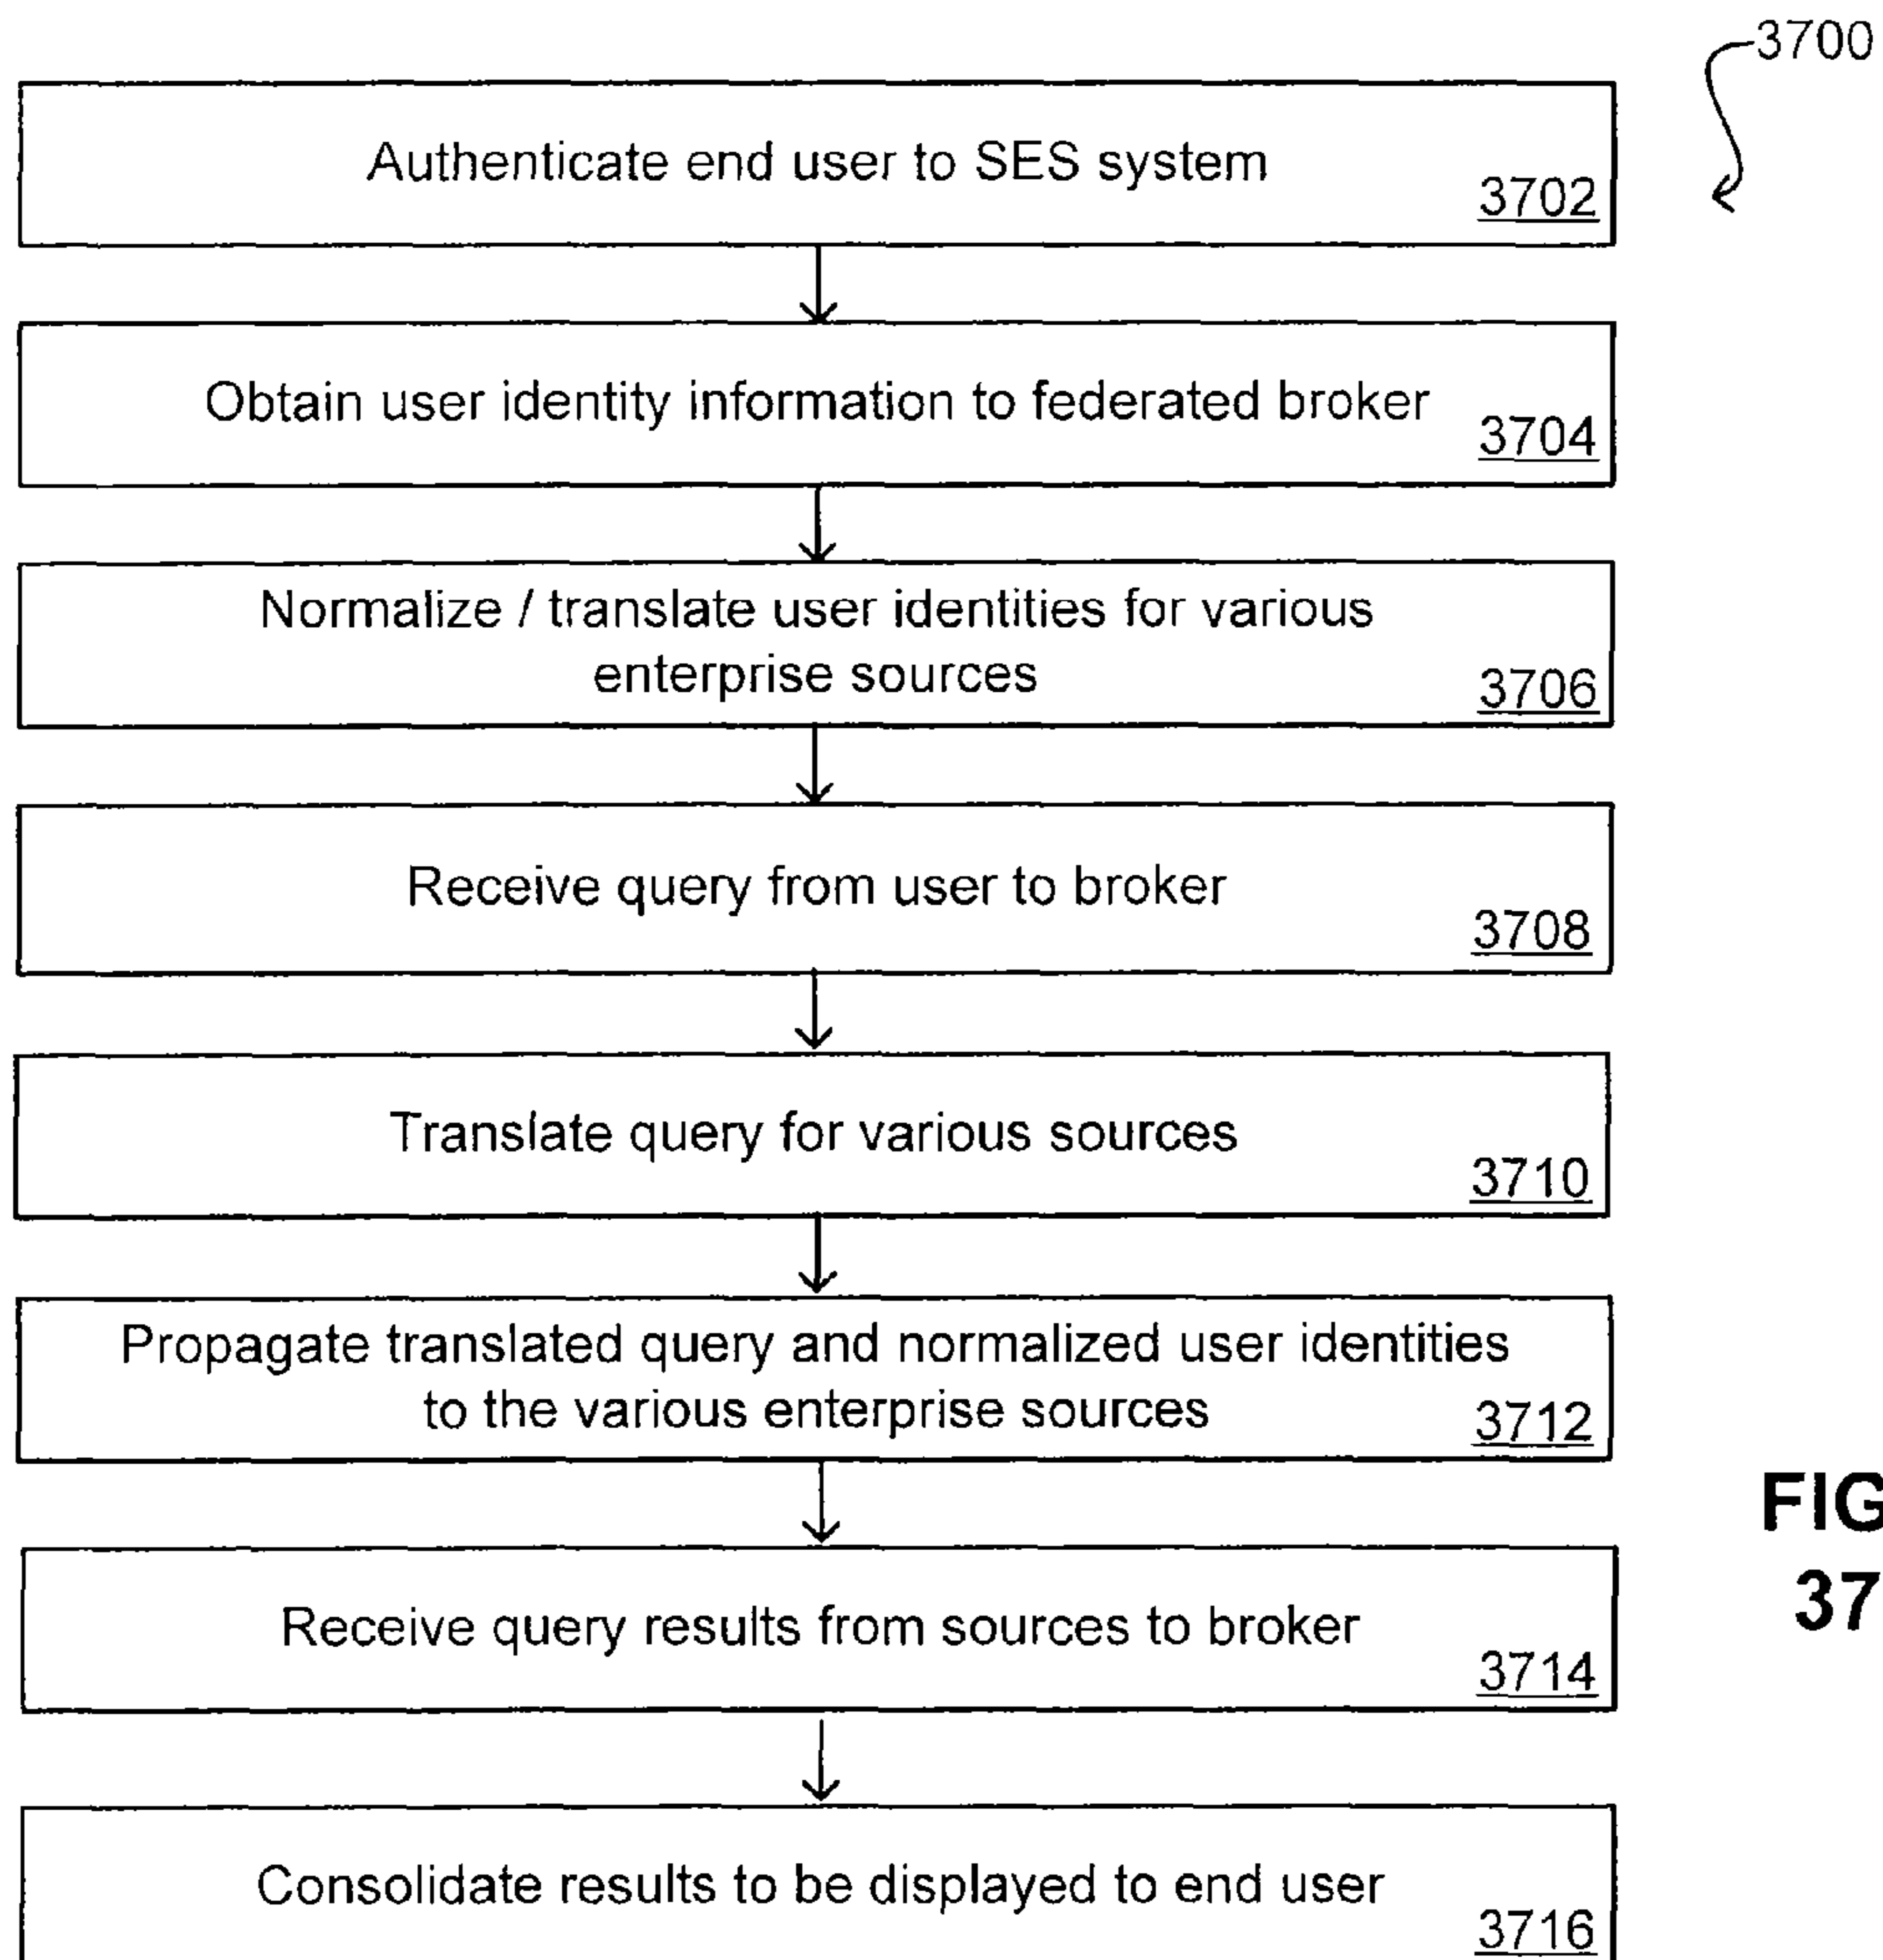 3700
Authenticate end user to SES system
3702
Obtain user identity information to federated broker
3704
Normalize / translate user identities for various
enterprise sources
3706
Receive query from user to broker
3708
Translate query for various sources
3710
Propagate translated query and normalized user identities
to the various enterprise sources
3712
Receive query results from sources to broker
3714
Consolidate results to be displayed to end user
3716
FIG
37